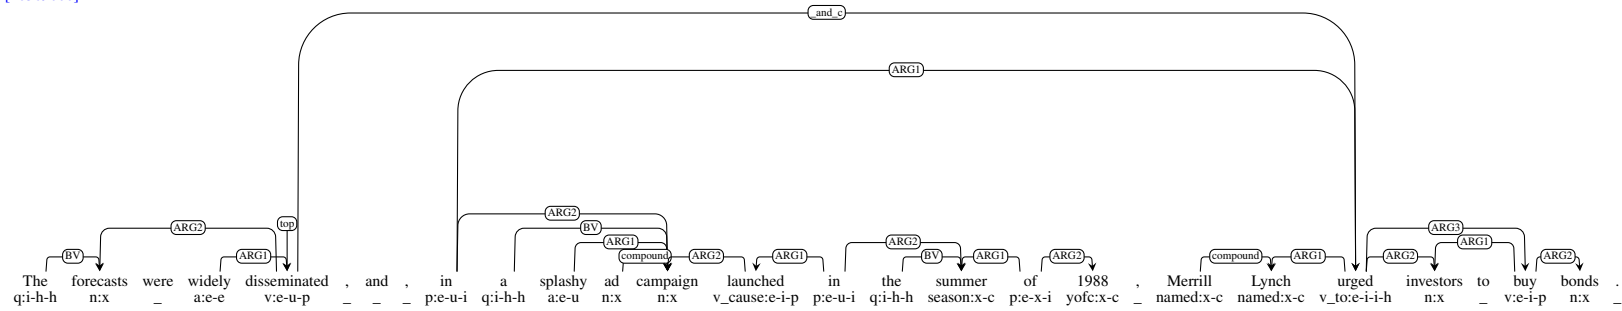 _and_c
ARG1
ARG2
BV
ARG1
compound
ARG2
BV
ARG1
top
ARG2
ARG1
ARG2
BV
ARG1
ARG2
compound
ARG1
ARG3
ARG2
ARG1
ARG2
The forecasts were widely disseminated , and , in a splashy ad campaign launched in the summer of 1988 , Merrill Lynch urged investors to buy bonds .
q:i-h-h n:x _ a:e-e v:e-u-p _ _ _ p:e-u-i q:i-h-h a:e-u n:x n:x v_cause:e-i-p p:e-u-i q:i-h-h season:x-c p:e-x-i yofc:x-c _ named:x-c named:x-c v_to:e-i-i-h n:x _ v:e-i-p n:x _